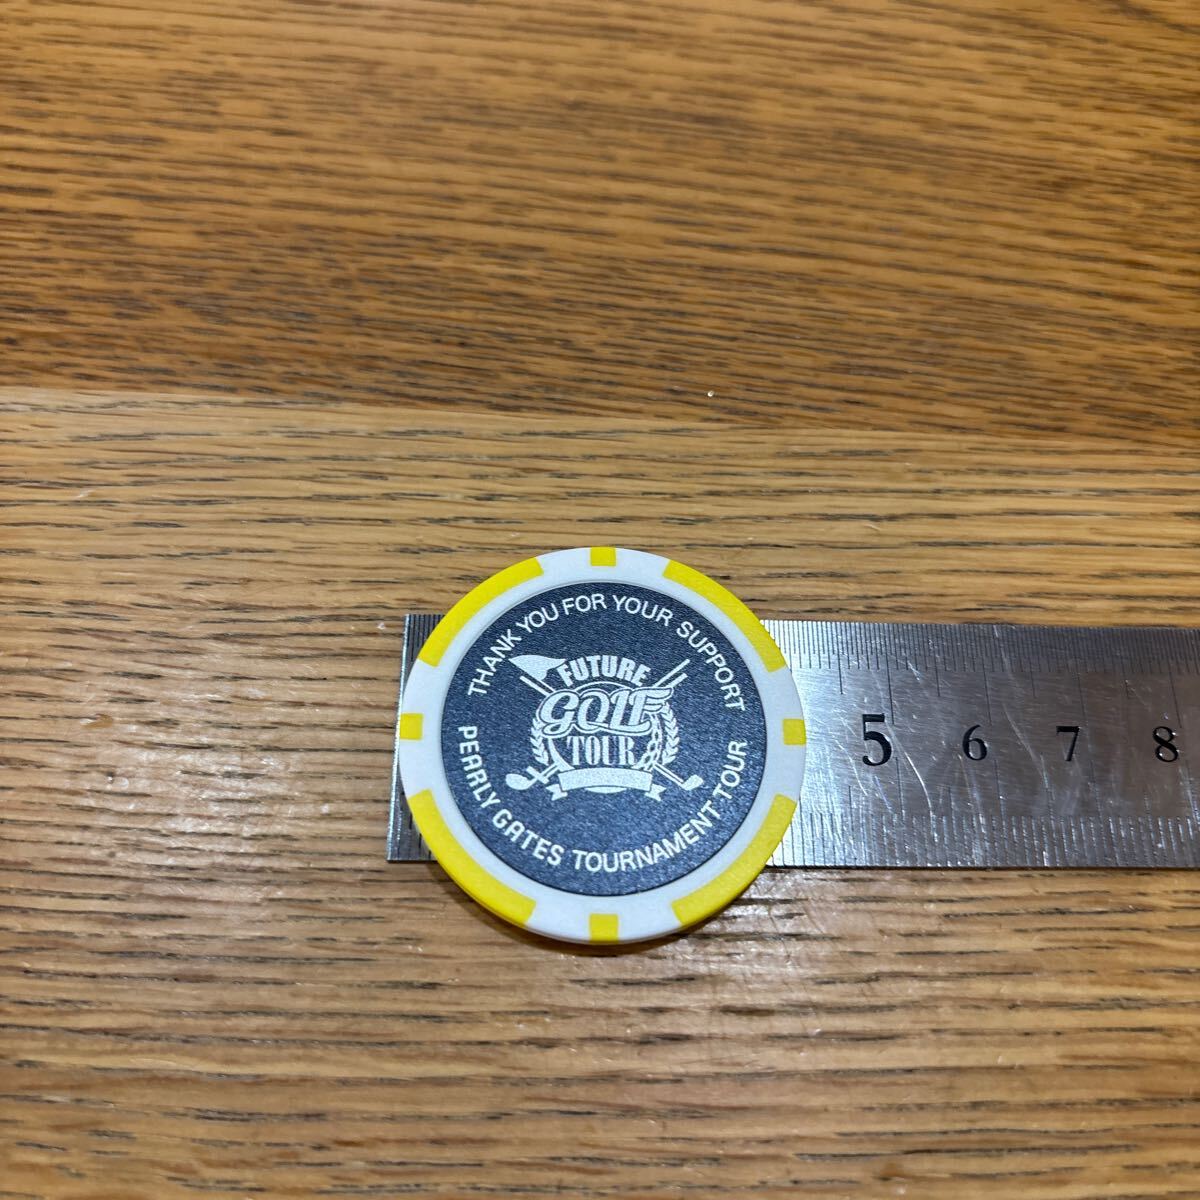 THANK YOU FOR YOUR SUPPORT
FUTURE
GOLF
TOUR
PEARLY GATES TOURNAMENT TOUR
5 6 7 8